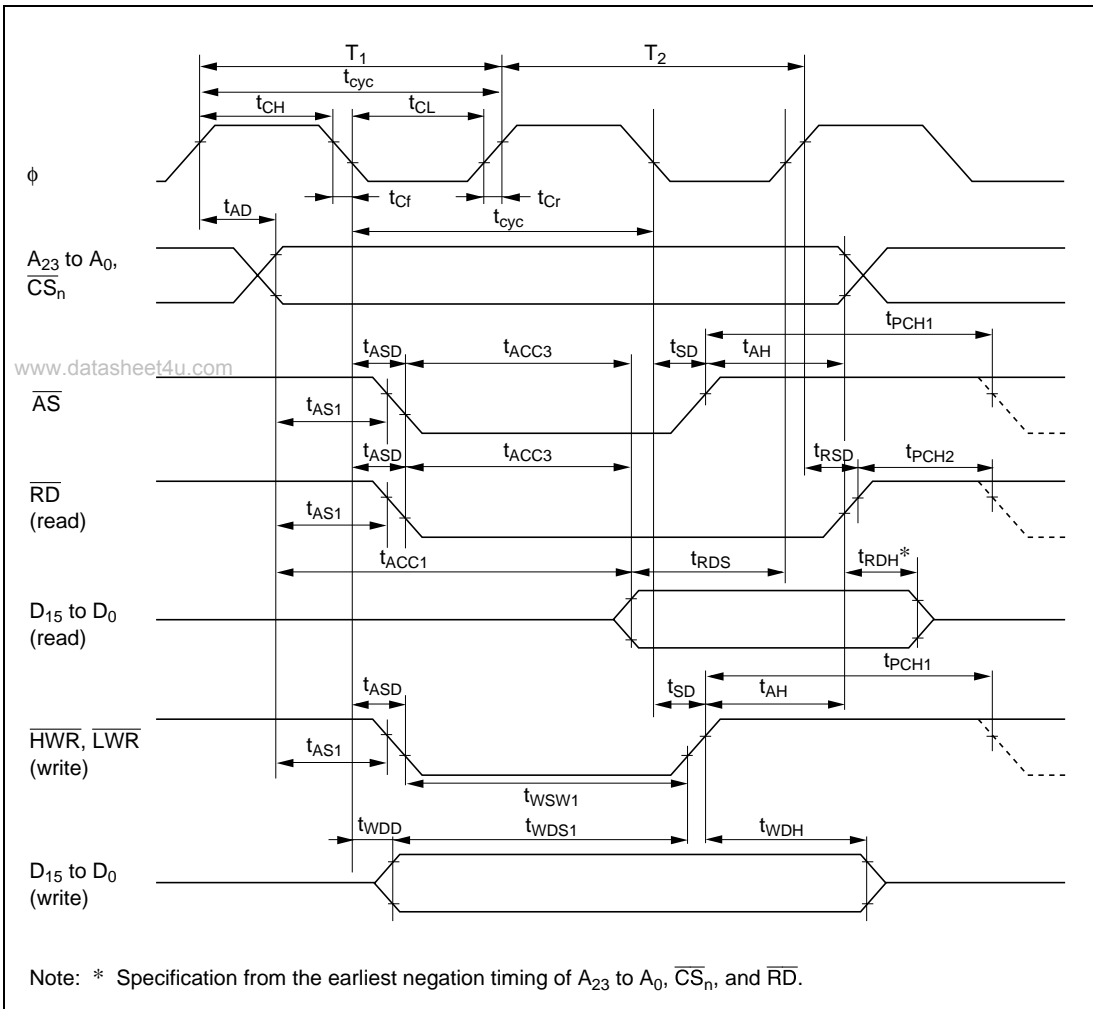 T1 T2
tcyc
tCH tCL
φ
tCf tCr
tAD
tcyc
A23 to A0,
CSn
tPCH1
tASD tACC3 tSD tAH
www.datasheet4u.com
AS
tAS1
tASD tACC3 tRSD tPCH2
RD
(read)
tAS1
tACC1 tRDS tRDH*
D15 to D0
(read)
tPCH1
tASD tSD tAH
HWR, LWR
(write)
tAS1
tWSW1
tWDD tWDS1 tWDH
D15 to D0
(write)
Note: * Specification from the earliest negation timing of A23 to A0, CSn, and RD.